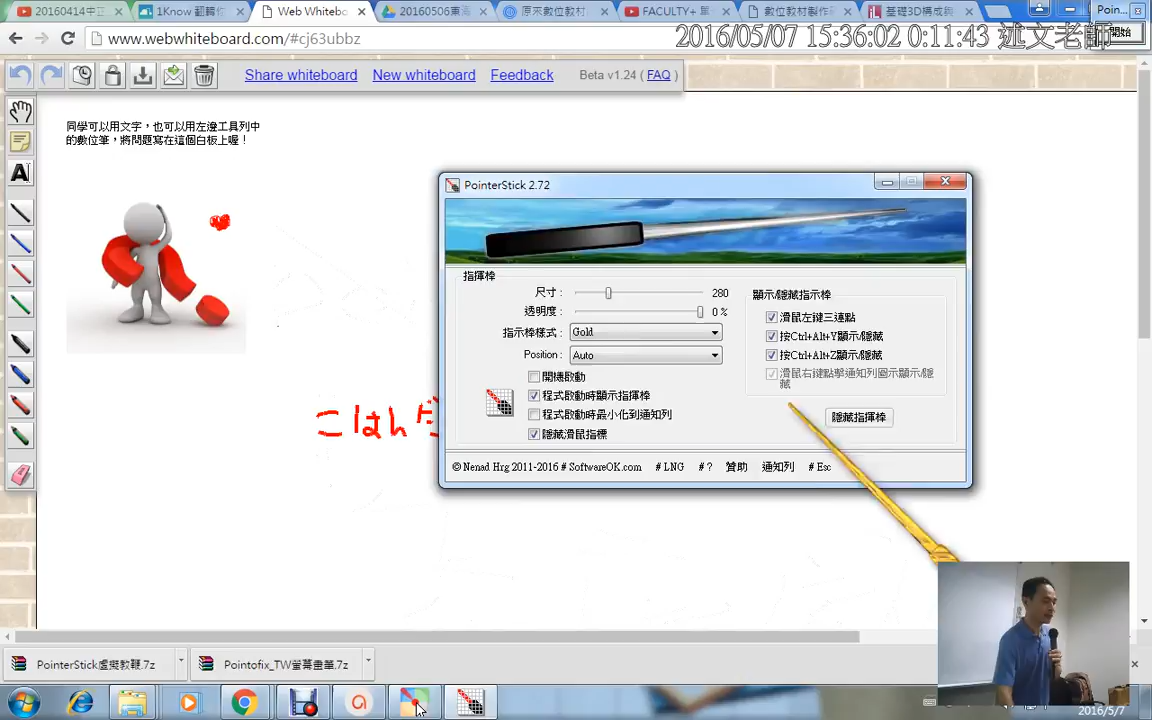 20160414中正
1Know 翻轉你
Web Whitebo
20160506東海
原來數位教材
FACULTY+ 單
數位教材製作
基礎3D構成
Poin...
開始
www.webwhiteboard.com/#cj63ubbz
2016/05/07 15:36:02 0:11:43 述文老師
Share whiteboard New whiteboard Feedback Beta v1.24 ( FAQ )
同學可以用文字，也可以用左邊工具列中
的數位筆，將問題寫在這個白板上喔！
A
こはん
PointerStick 2.72
指揮棒
尺寸 : 280
透明度 : 0 %
指示棒樣式 : Gold
Position : Auto
開機啟動
程式啟動時顯示指揮棒
程式啟動時最小化到通知列
隱藏滑鼠指標
顯示/隱藏指示棒
滑鼠左鍵三連點
按Ctrl+Alt+Y顯示/隱藏
按Ctrl+Alt+Z顯示/隱藏
滑鼠右鍵點擊通知列圖示顯示/隱
藏
隱藏指揮棒
© Nenad Hrg 2011-2016 # SoftwareOK.com # LNG # ? 贊助 通知列 # Esc
PointerStick虛擬教鞭.7z
Pointofix_TW螢幕畫筆.7z
2016/5/7